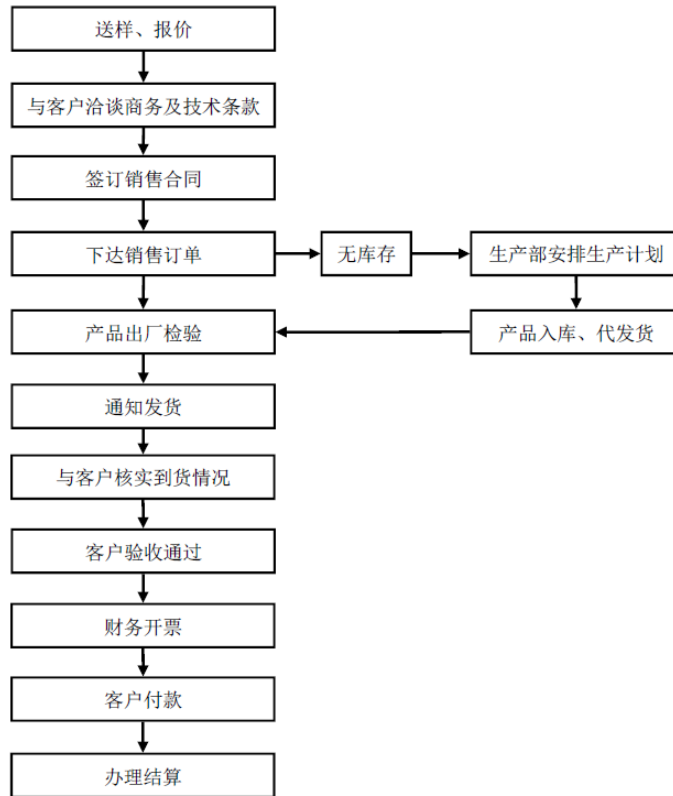 送样、报价
与客户洽谈商务及技术条款
签订销售合同
下达销售订单
无库存
生产部安排生产计划
产品出厂检验
产品入库、代发货
通知发货
与客户核实到货情况
客户验收通过
财务开票
客户付款
办理结算